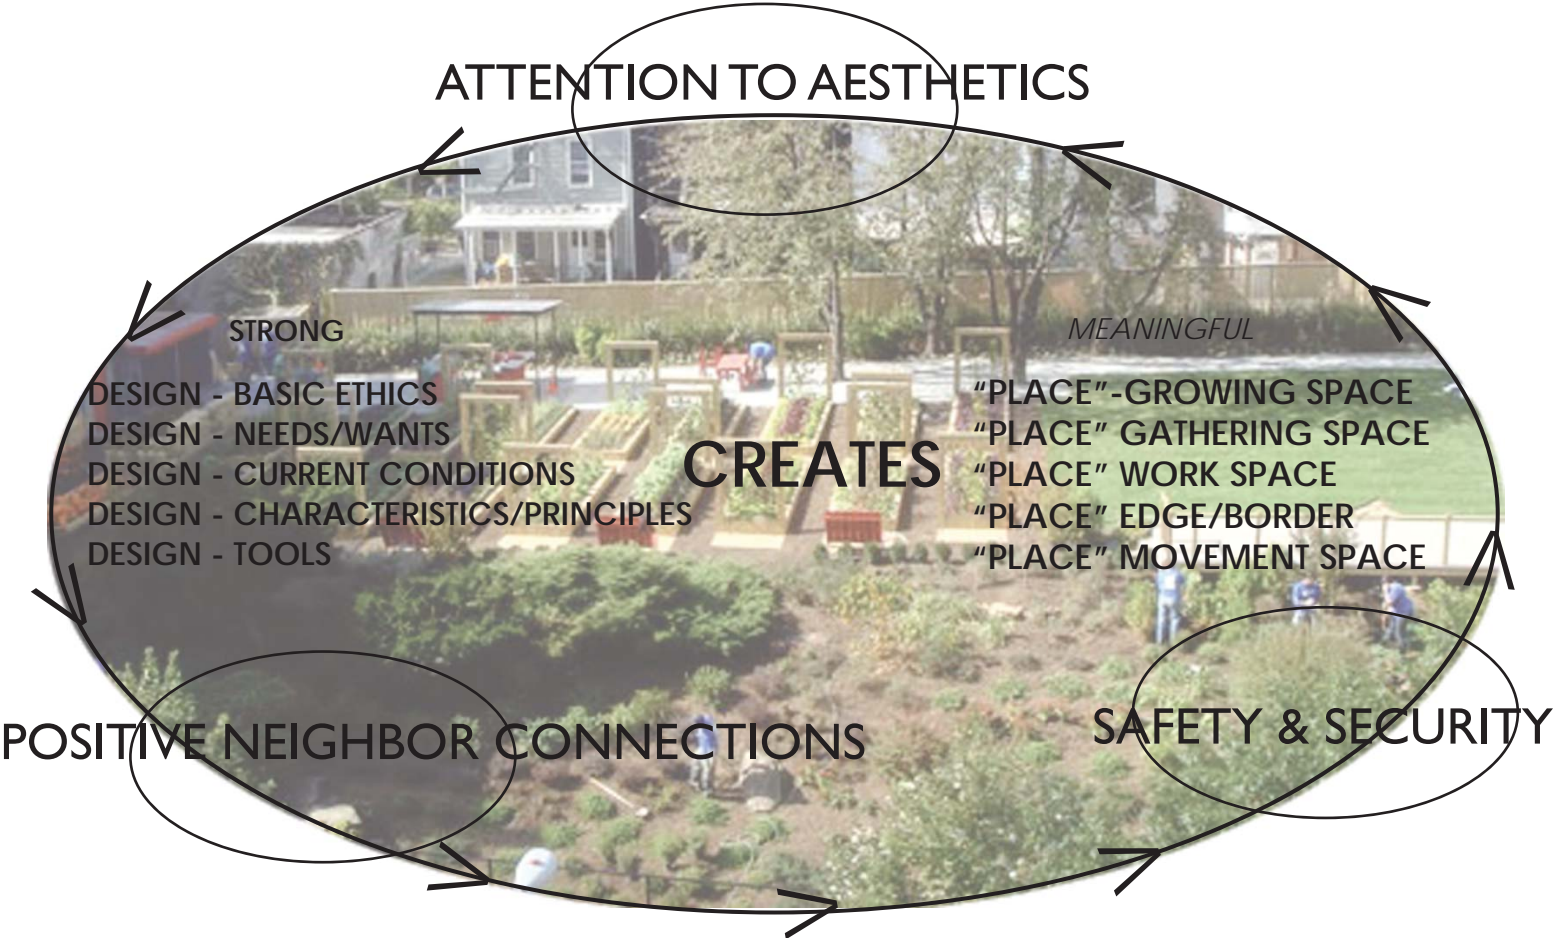 ATTENTION TO AESTHETICS
STRONG
DESIGN - BASIC ETHICS
DESIGN - NEEDS/WANTS
DESIGN - CURRENT CONDITIONS
DESIGN - CHARACTERISTICS/PRINCIPLES
DESIGN - TOOLS
CREATES
MEANINGFUL
“PLACE”-GROWING SPACE
“PLACE” GATHERING SPACE
“PLACE” WORK SPACE
“PLACE” EDGE/BORDER
“PLACE” MOVEMENT SPACE
POSITIVE NEIGHBOR CONNECTIONS
SAFETY & SECURITY